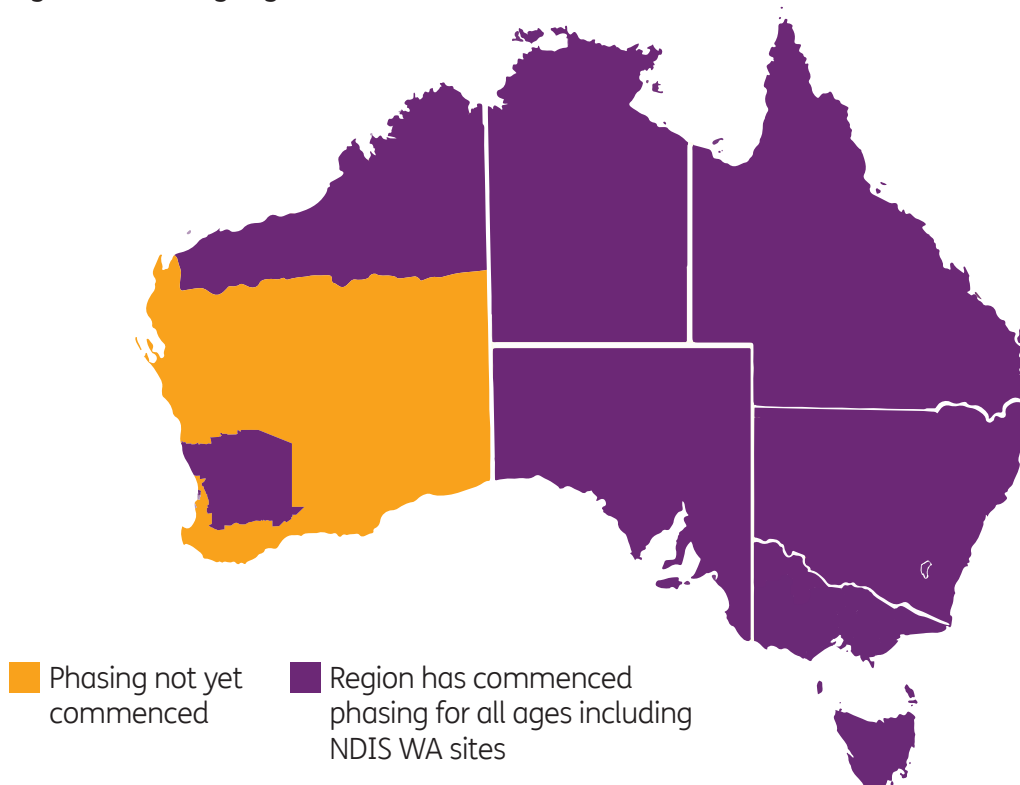 Phasing not yet
commenced
Region has commenced
phasing for all ages including
NDIS WA sites